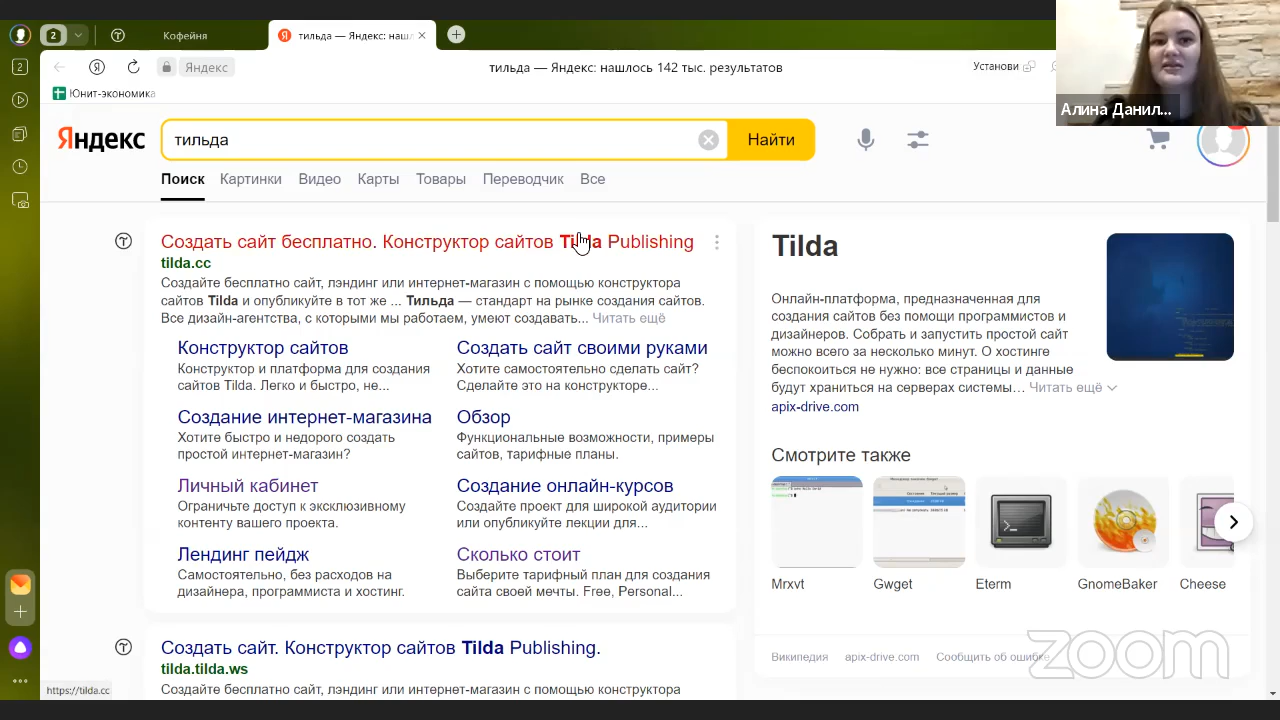 2
Кофейня
тильда — Яндекс: нашл
2
Яндекс
тильда — Яндекс: нашлось 142 тыс. результатов
Установи
Юнит-экономика
Алина Данил...
Яндекс
тильда
Найти
Поиск
Картинки
Видео
Карты
Товары
Переводчик
Все
Создать сайт бесплатно. Конструктор сайтов Tilda Publishing
tilda.cc
Создайте бесплатно сайт, лэндинг или интернет-магазин с помощью конструктора
сайтов Tilda и опубликуйте в тот же ... Тильда — стандарт на рынке создания сайтов.
Все дизайн-агентства, с которыми мы работаем, умеют создавать... Читать ещё
Конструктор сайтов
Конструктор и платформа для создания
сайтов Tilda. Легко и быстро, не...
Создать сайт своими руками
Хотите самостоятельно сделать сайт?
Сделайте это на конструкторе...
Создание интернет-магазина
Хотите быстро и недорого создать
простой интернет-магазин?
Обзор
Функциональные возможности, примеры
сайтов, тарифные планы.
Личный кабинет
Ограничьте доступ к эксклюзивному
контенту вашего проекта.
Создание онлайн-курсов
Создайте проект для широкой аудитории
или опубликуйте лекции для...
Лендинг пейдж
Самостоятельно, без расходов на
дизайнера, программиста и хостинг.
Сколько стоит
Выберите тарифный план для создания
сайта своей мечты. Free, Personal...
Создать сайт. Конструктор сайтов Tilda Publishing.
tilda.tilda.ws
Создайте бесплатно сайт, лэндинг или интернет-магазин с помощью конструктора
https://tilda.cc
Tilda
Онлайн-платформа, предназначенная для
создания сайтов без помощи программистов и
дизайнеров. Собрать и запустить простой сайт
можно всего за несколько минут. О хостинге
беспокоиться не нужно: все страницы и данные
будут храниться на серверах системы... Читать ещё
apix-drive.com
Смотрите также
Mrxvt
Gwget
Eterm
GnomeBaker
Cheese
Википедия
apix-drive.com
Сообщить об ошибке
zoom